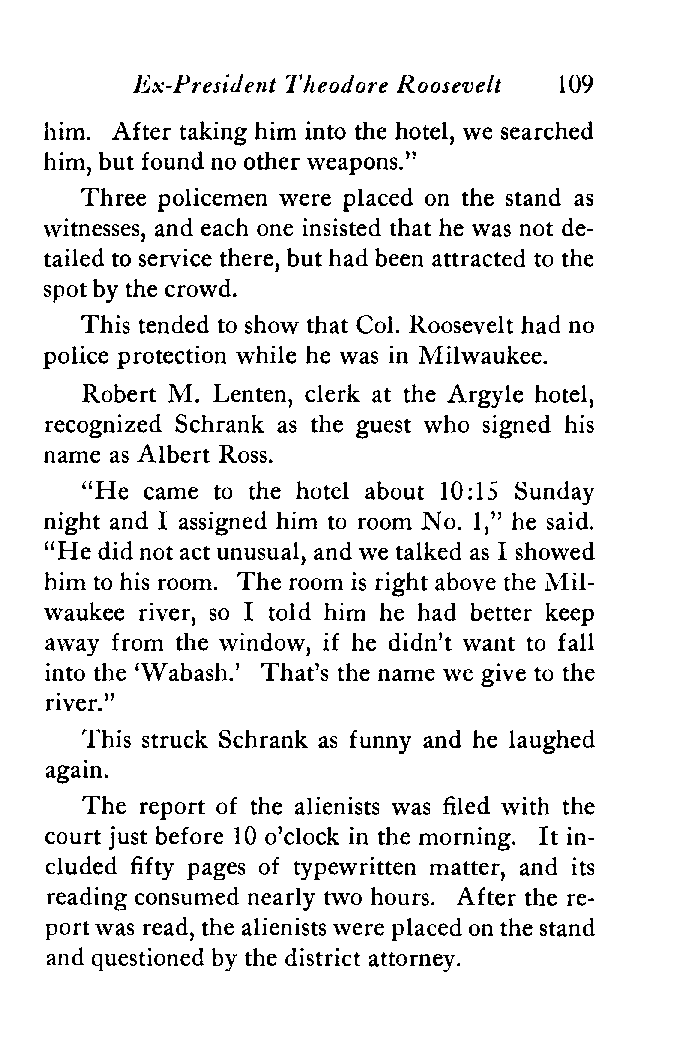 Ex-President Theodore Roosevelt 109
him. After taking him into the hotel, we searched
him, but found no other weapons.”
Three policemen were placed on the stand as
witnesses, and each one insisted that he was not de-
tailed to service there, but had been attracted to the
spot by the crowd.
This tended to show that Col. Roosevelt had no
police protection while he was in Milwaukee.
Robert M. Lenten, clerk at the Argyle hotel,
recognized Schrank as the guest who signed his
name as Albert Ross.
“He came to the hotel about 10:15 Sunday
night and I assigned him to room No. 1,” he said.
“He did not act unusual, and we talked as I showed
him to his room. The room is right above the Mil-
waukee river, so I told him he had better keep
away from the window, if he didn’t want to fall
into the ‘Wabash.’ That’s the name we give to the
river.”
This struck Schrank as funny and he laughed
again.
The report of the alienists was filed with the
court just before 10 o’clock in the morning. It in-
cluded fifty pages of typewritten matter, and its
reading consumed nearly two hours. After the re-
port was read, the alienists were placed on the stand
and questioned by the district attorney.